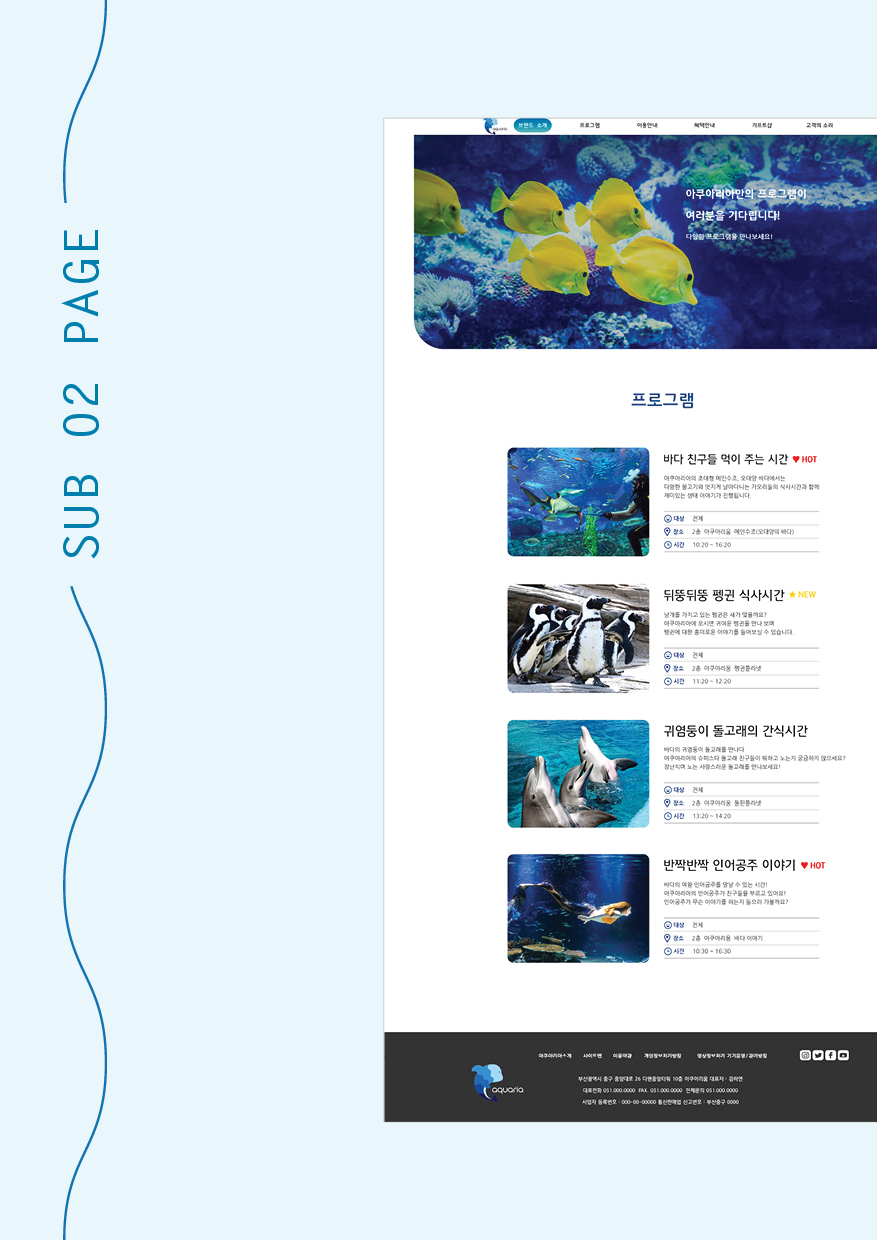 SUB 02 PAGE
aquaria
브랜드 소개
프로그램
이용안내
혜택안내
기프트샵
고객의 소리
아쿠아리아만의 프로그램이
여러분을 기다립니다!
다양한 프로그램을 만나보세요!
프로그램
바다 친구들 먹이 주는 시간 ♥ HOT
아쿠아리아의 초대형 메인수조, 오대양 바다에서는
다양한 물고기와 멋지게 날아다니는 가오리들의 식사시간과 함께
재미있는 생태 이야기가 진행됩니다.
대상 전체
장소 2층 아쿠아리움 메인수조(오대양의 바다)
시간 10:20 ~ 16:20
뒤뚱뒤뚱 펭귄 식사시간 ★ NEW
날개를 가지고 있는 펭귄은 새가 맞을까요?
아쿠아리아에 오시면 귀여운 펭귄을 만나 보며
펭귄에 대한 흥미로운 이야기를 들어보실 수 있습니다.
대상 전체
장소 2층 아쿠아리움 펭귄플라넷
시간 11:20 ~ 12:20
귀염둥이 돌고래의 간식시간
바다의 귀염둥이 돌고래를 만나다
아쿠아리아의 슈퍼스타 돌고래 친구들이 뭐하고 노는지 궁금하지 않으세요?
장난치며 노는 사랑스러운 돌고래를 만나보세요!
대상 전체
장소 2층 아쿠아리움 돌핀플라넷
시간 13:20 ~ 14:20
반짝반짝 인어공주 이야기 ♥ HOT
바다의 여왕 인어공주를 만날 수 있는 시간!
아쿠아리아의 인어공주가 친구들을 부르고 있어요!
인어공주가 무슨 이야기를 하는지 들으러 가볼까요?
대상 전체
장소 2층 아쿠아리움 바다 이야기
시간 10:30 ~ 16:30
아쿠아리아소개
사이트맵
이용약관
개인정보처리방침
영상정보처리 기기운영/관리방침
aquaria
부산광역시 중구 중앙대로 26 디핸즈타워 10층 아쿠아리움 대표자 : 김하연
대표전화 051.000.0000 FAX. 051.000.0000 단체문의 051.000.0000
사업자 등록번호 : 000-00-00000 통신판매업 신고번호 : 부산중구 0000